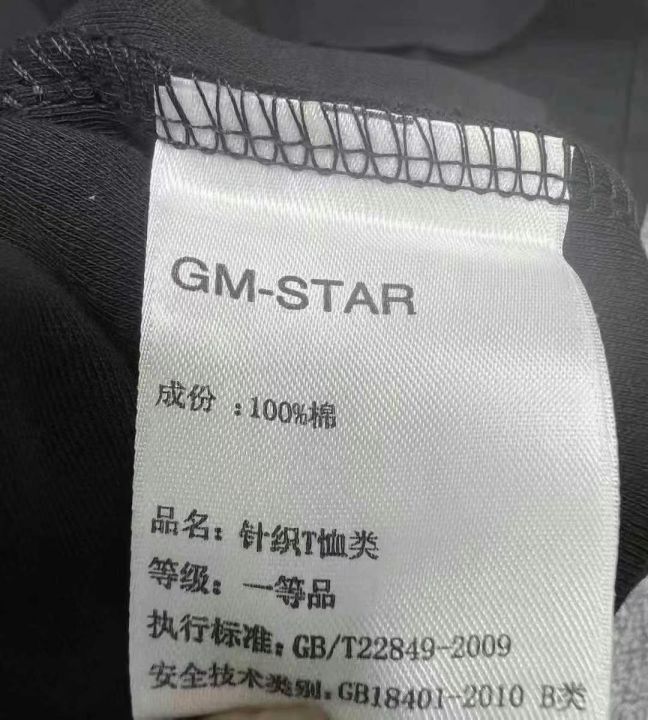 GM-STAR
成份：100%棉
品名：针织T恤类
等级：一等品
执行标准：GB/T22849-2009
安全技术类别：GB18401-2010 B类